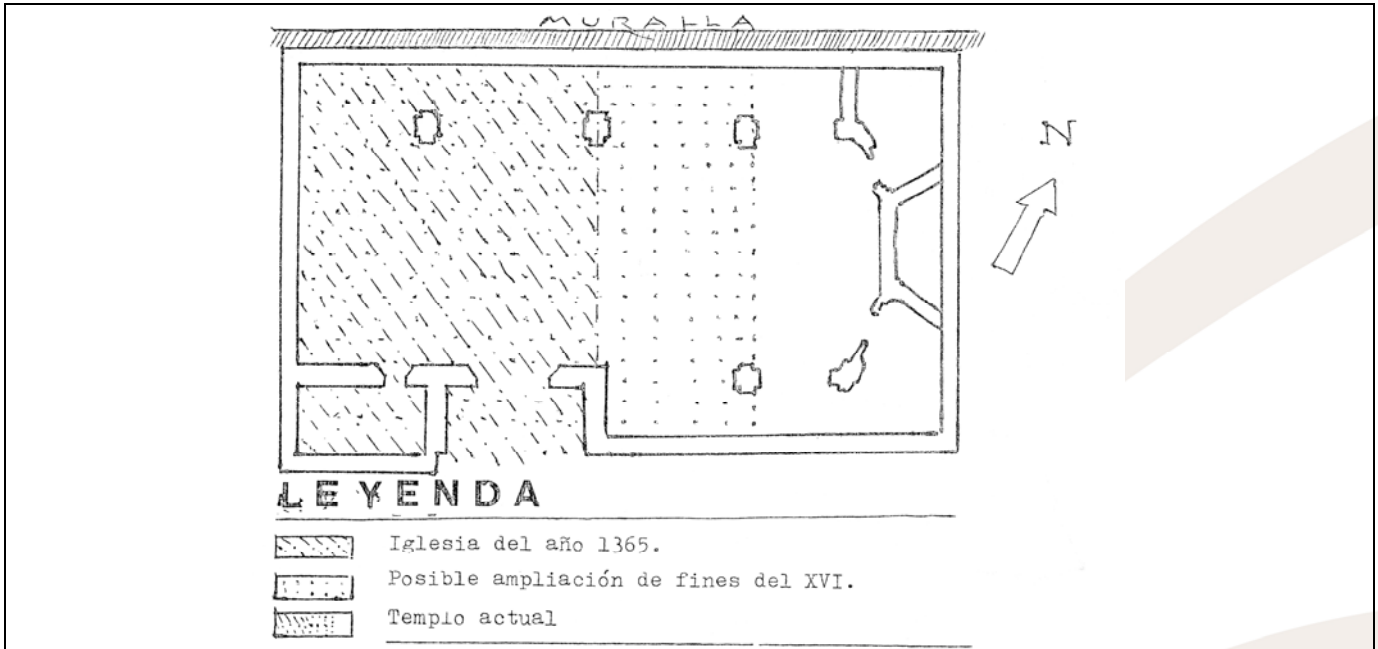 MURALLA
N
LEYENDA
Iglesia del año 1365.
Posible ampliación de fines del XVI.
Templo actual